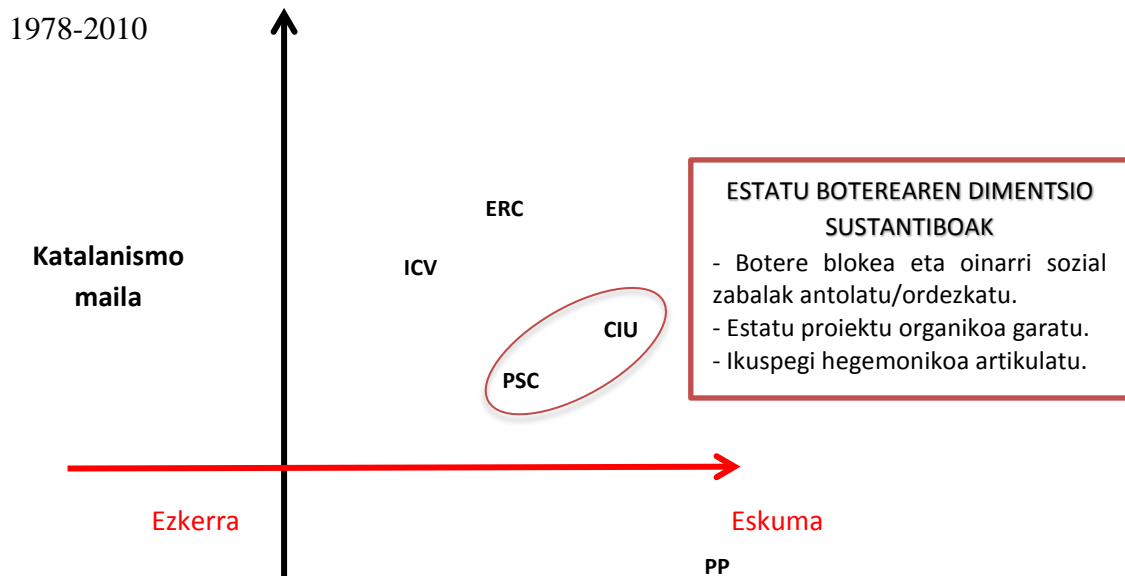 1978-2010
ERC
Katalanismo
maila
ICV
CIU
PSC
ESTATU BOTEREAREN DIMENTSIO
SUSTANTIBOAK
- Botere blokea eta oinarri sozial
zabalak antolatu/ordezkatu.
- Estatu proiektu organikoa garatu.
- Ikuspegi hegemonikoa artikulatu.
Ezkerra
Eskuma
PP